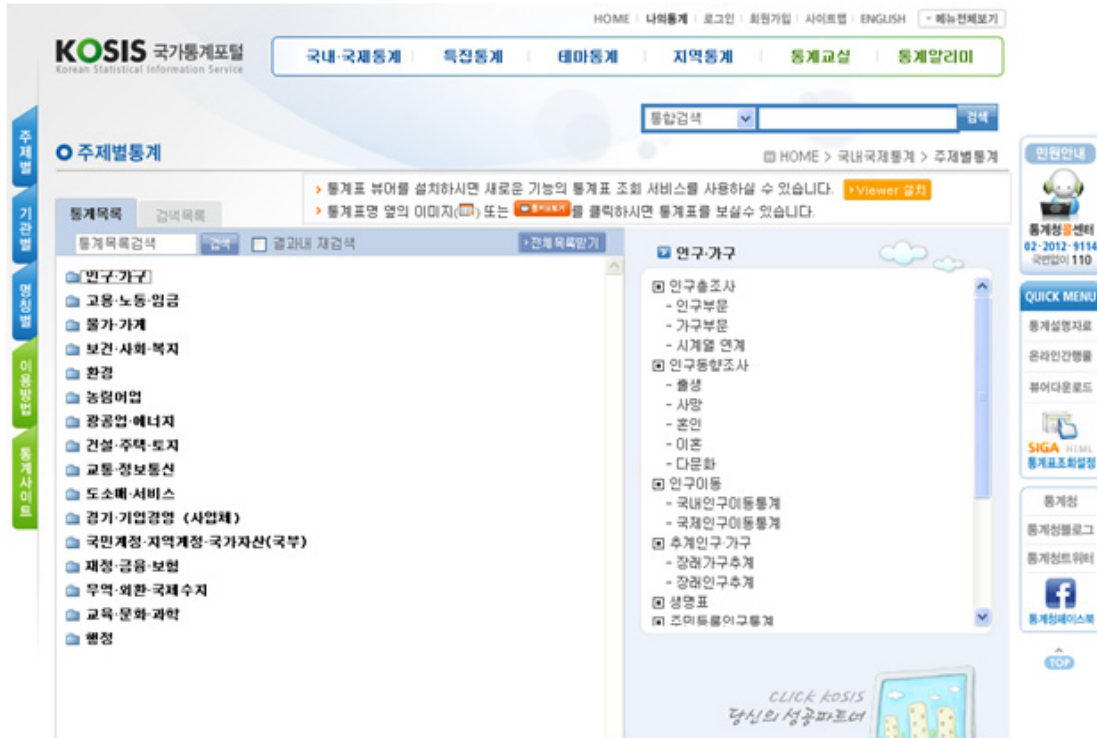 HOME 나의통계 로그인 회원가입 사이트맵 ENGLISH 메뉴전체보기
KOSIS 국가통계포털
Korean Statistical Information Service
국내·국제통계 특집통계 테마통계 지역통계 통계교실 통계알리미
통합검색 검색
주제별통계
HOME > 국내국제통계 > 주제별통계
통계표 뷰어를 설치하시면 새로운 기능의 통계표 조회 서비스를 사용하실 수 있습니다. Viewer 설치
통계표명 옆의 이미지( ) 또는 를 클릭하시면 통계표를 보실수 있습니다.
통계목록 검색목록
통계목록검색 검색 결과내 재검색 전체목록받기
인구·가구
고용·노동·임금
물가·가계
보건·사회·복지
환경
농림어업
광공업·에너지
건설·주택·토지
교통·정보통신
도소매·서비스
경기·기업경영 (사업체)
국민계정·지역계정·국가자산(국부)
재정·금융·보험
무역·외환·국제수지
교육·문화·과학
행정
인구·가구
인구총조사
- 인구부문
- 가구부문
- 시계열 연계
인구동향조사
- 출생
- 사망
- 혼인
- 이혼
- 다문화
인구이동
- 국내인구이동통계
- 국제인구이동통계
추계인구·가구
- 장래가구추계
- 장래인구추계
생명표
주민등록인구통계
CLICK KOSIS
당신의 성공파트너
주제별
기관별
명칭별
이용방법
통계사이트
민원안내
통계청콜센터
02-2012-9114
국번없이 110
QUICK MENU
통계설명자료
온라인간행물
뷰어다운로드
SIGA HTML
통계표조회설정
통계청
통계청블로그
통계청트위터
통계청페이스북
TOP